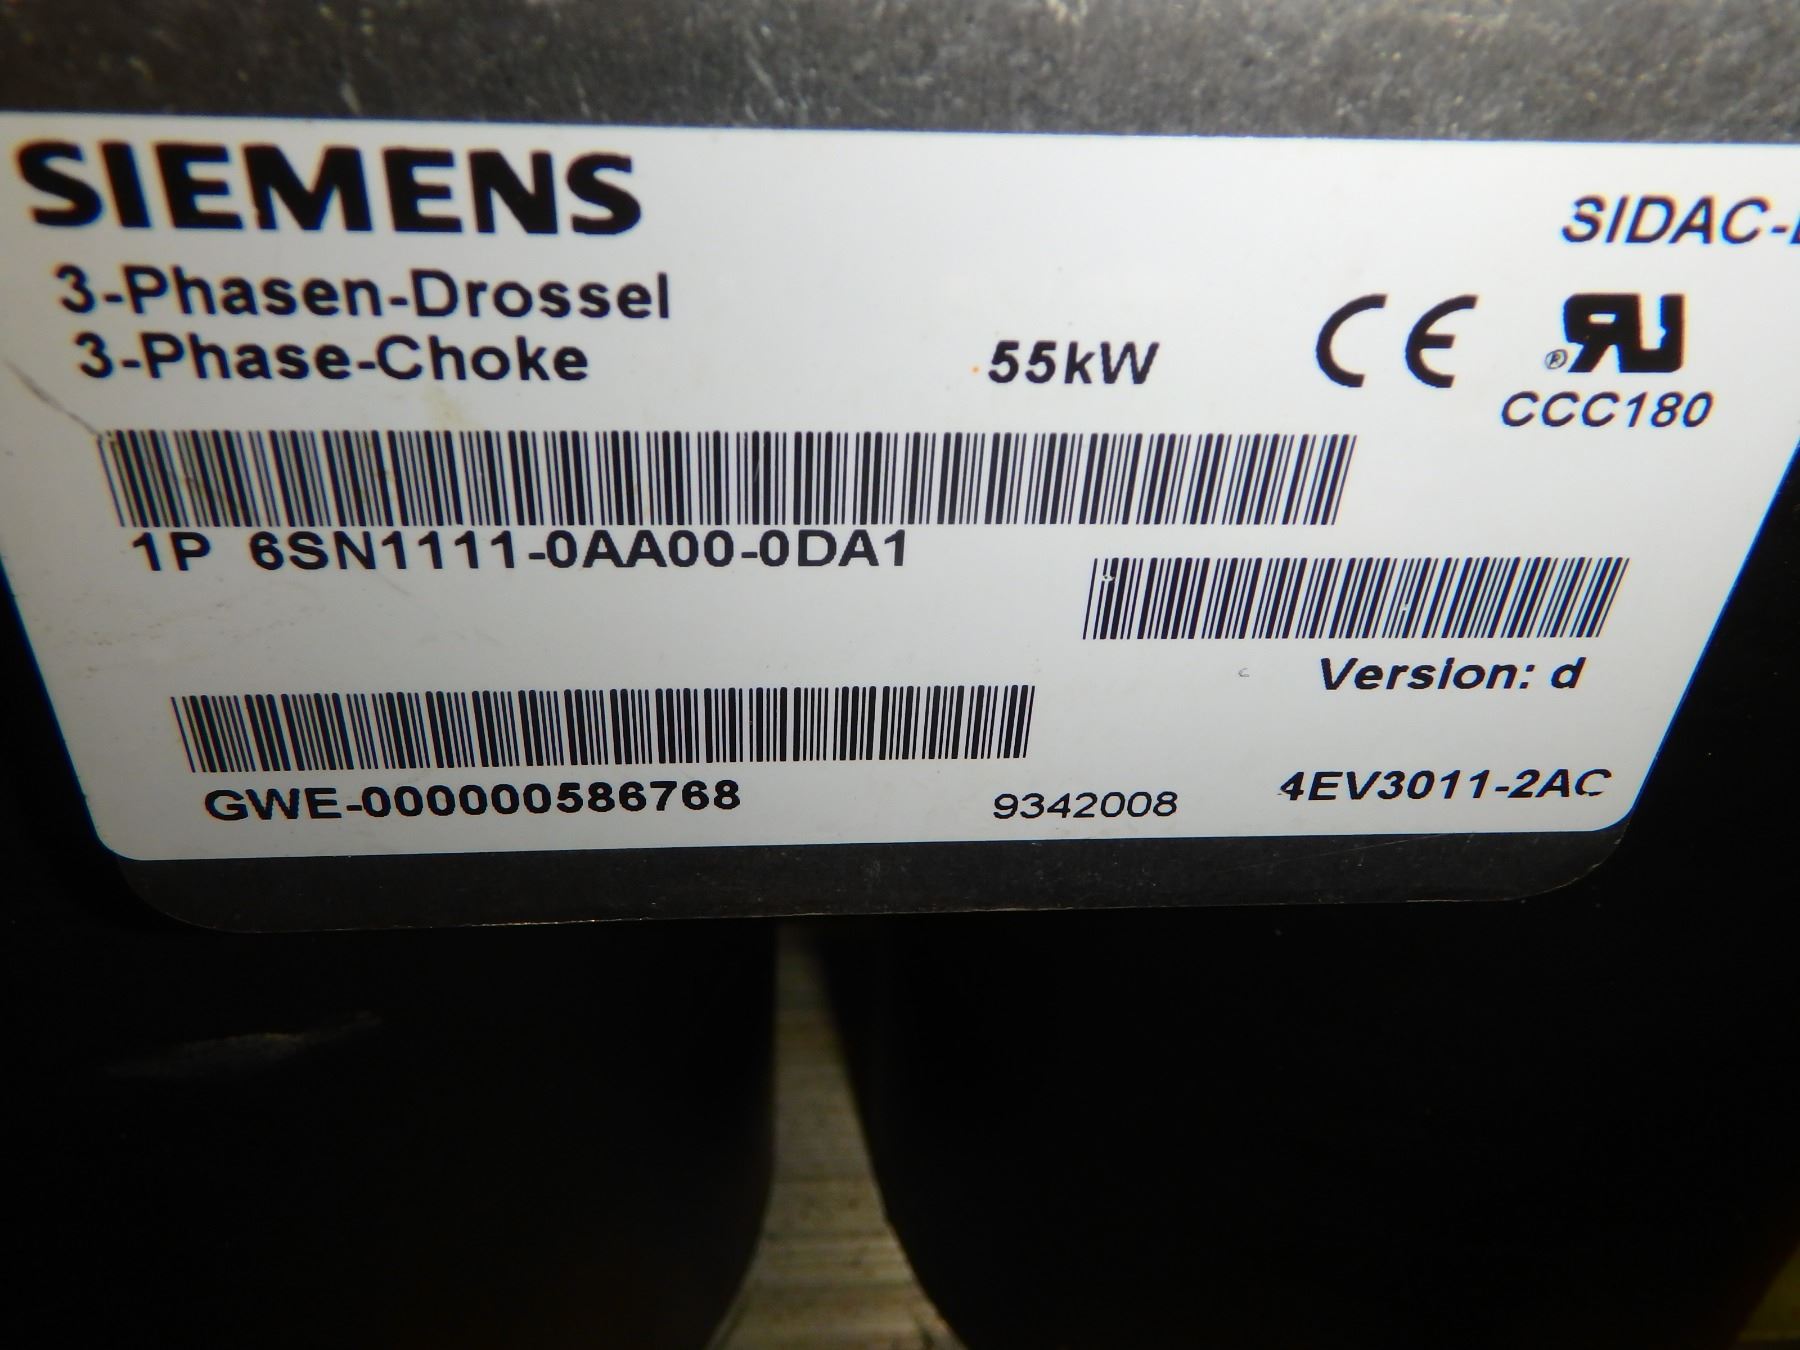 SIEMENS
SIDAC-
3-Phasen-Drossel
3-Phase-Choke
55kW
CE
®
CCC180
1P 6SN1111-0AA00-0DA1
Version: d
GWE-000000586768
9342008
4EV3011-2AC